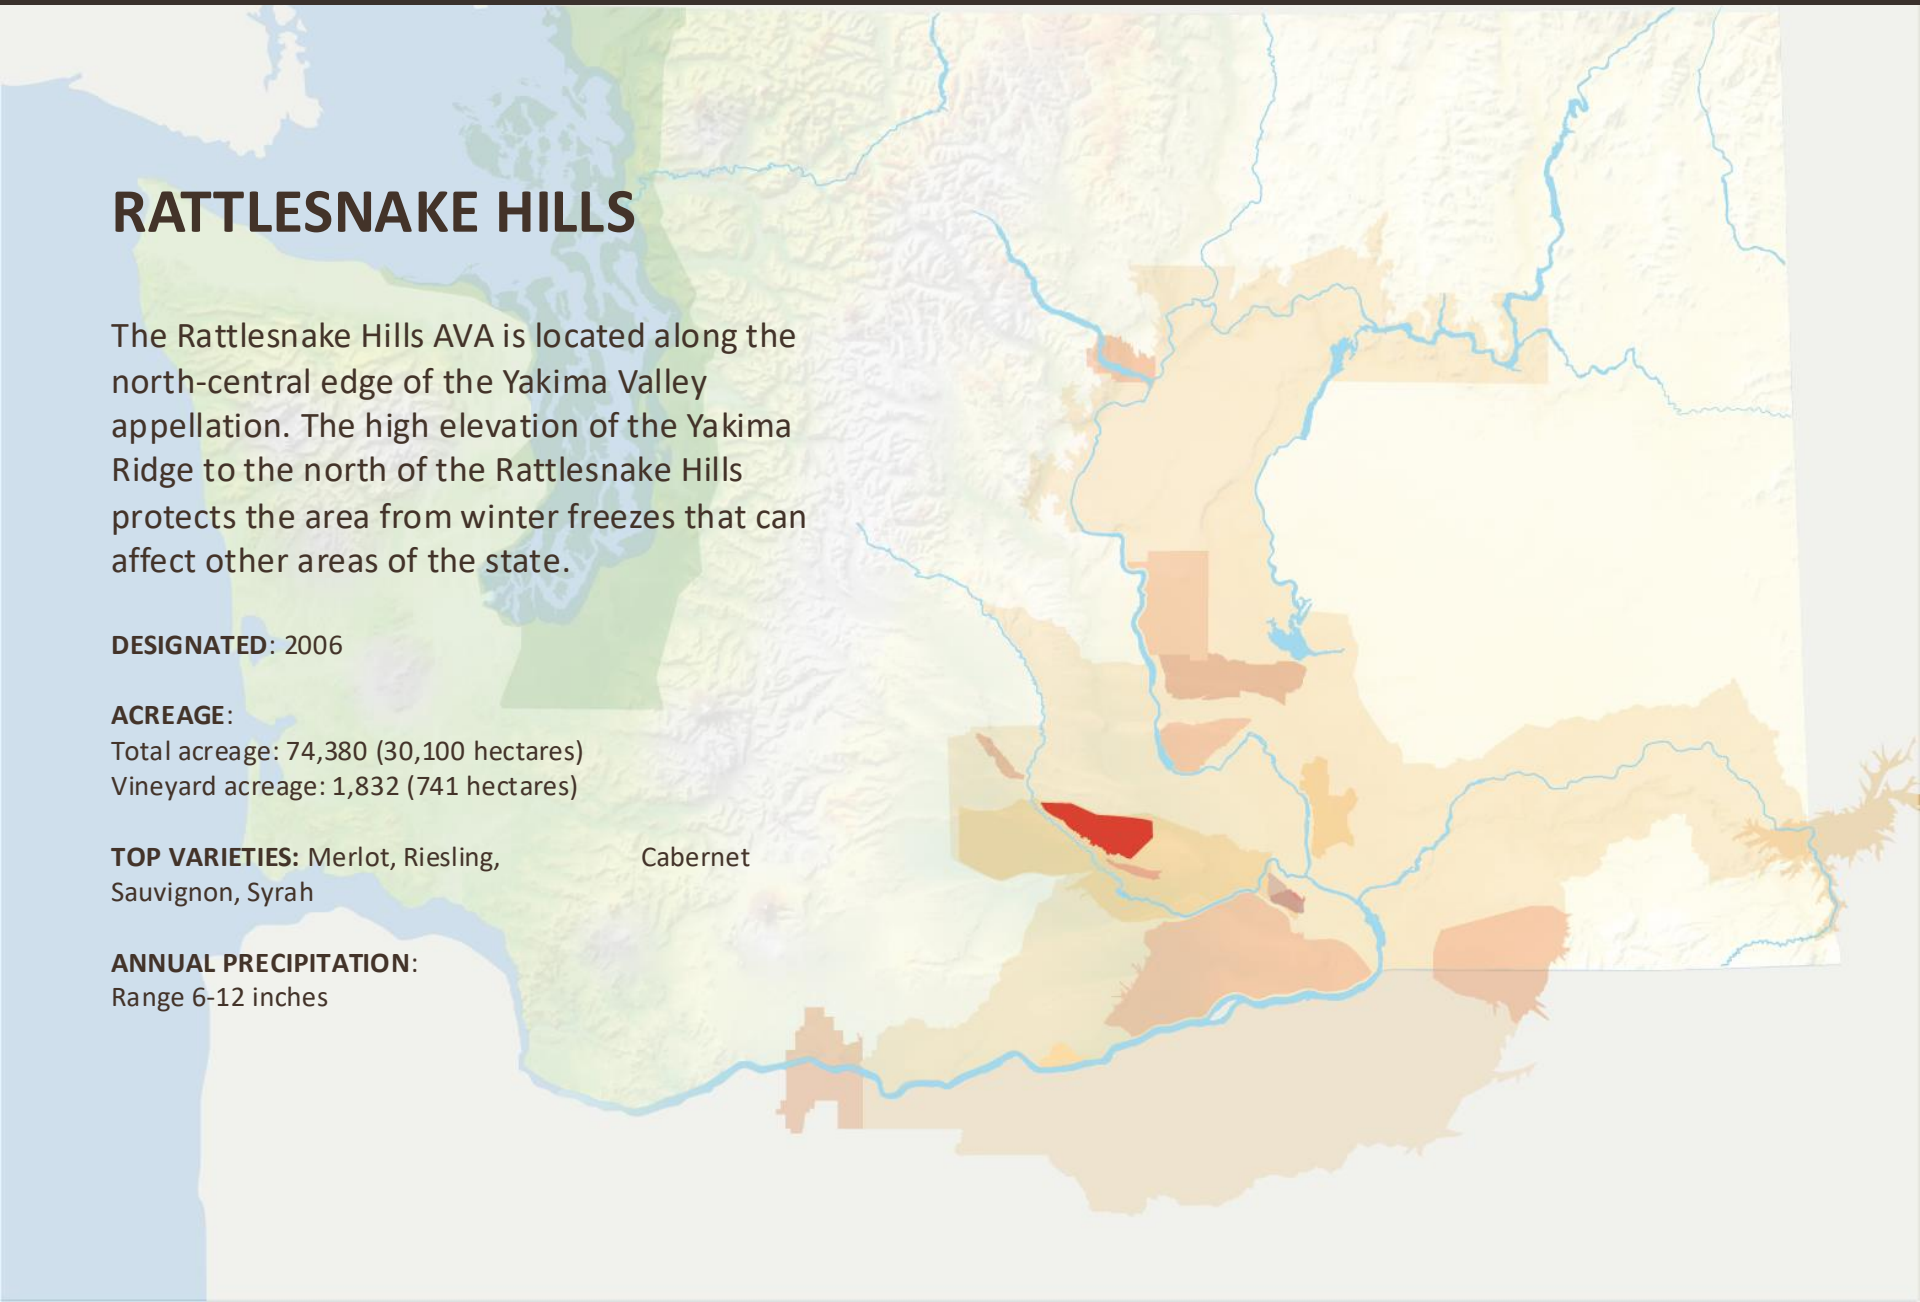 RATTLESNAKE HILLS
The Rattlesnake Hills AVA is located along the
north-central edge of the Yakima Valley
appellation. The high elevation of the Yakima
Ridge to the north of the Rattlesnake Hills
protects the area from winter freezes that can
affect other areas of the state.
DESIGNATED: 2006
ACREAGE:
Total acreage: 74,380 (30,100 hectares)
Vineyard acreage: 1,832 (741 hectares)
TOP VARIETIES: Merlot, Riesling, Cabernet
Sauvignon, Syrah
ANNUAL PRECIPITATION:
Range 6-12 inches